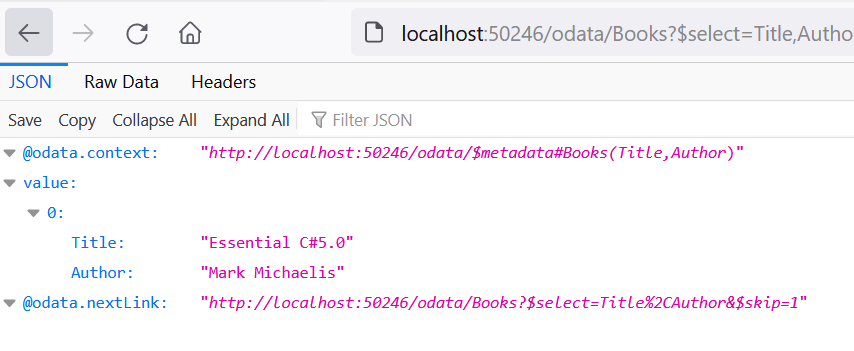 localhost:50246/odata/Books?$select=Title,Autho
JSON Raw Data Headers
Save Copy Collapse All Expand All Filter JSON
@odata.context: "http://localhost:50246/odata/$metadata#Books(Title,Author)"
value:
0:
Title: "Essential C#5.0"
Author: "Mark Michaelis"
@odata.nextLink: "http://localhost:50246/odata/Books?$select=Title%2CAuthor&$skip=1"